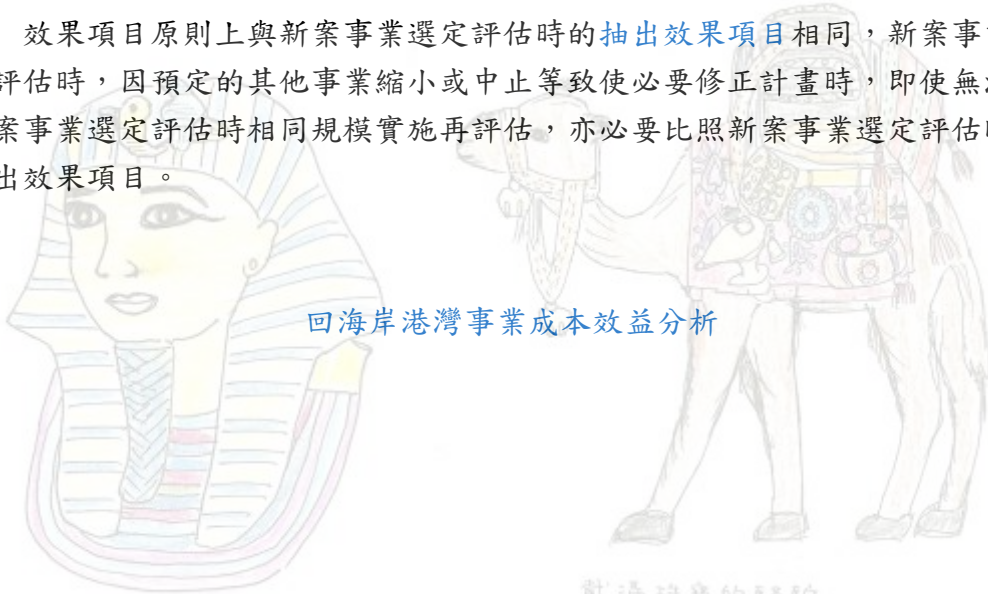 效果項目原則上與新案事業選定評估時的抽出效果項目相同，新案事
評估時，因預定的其他事業縮小或中止等致使必要修正計畫時，即使無
案事業選定評估時相同規模實施再評估，亦必要比照新案事業選定評估
出效果項目。
回海岸港灣事業成本效益分析